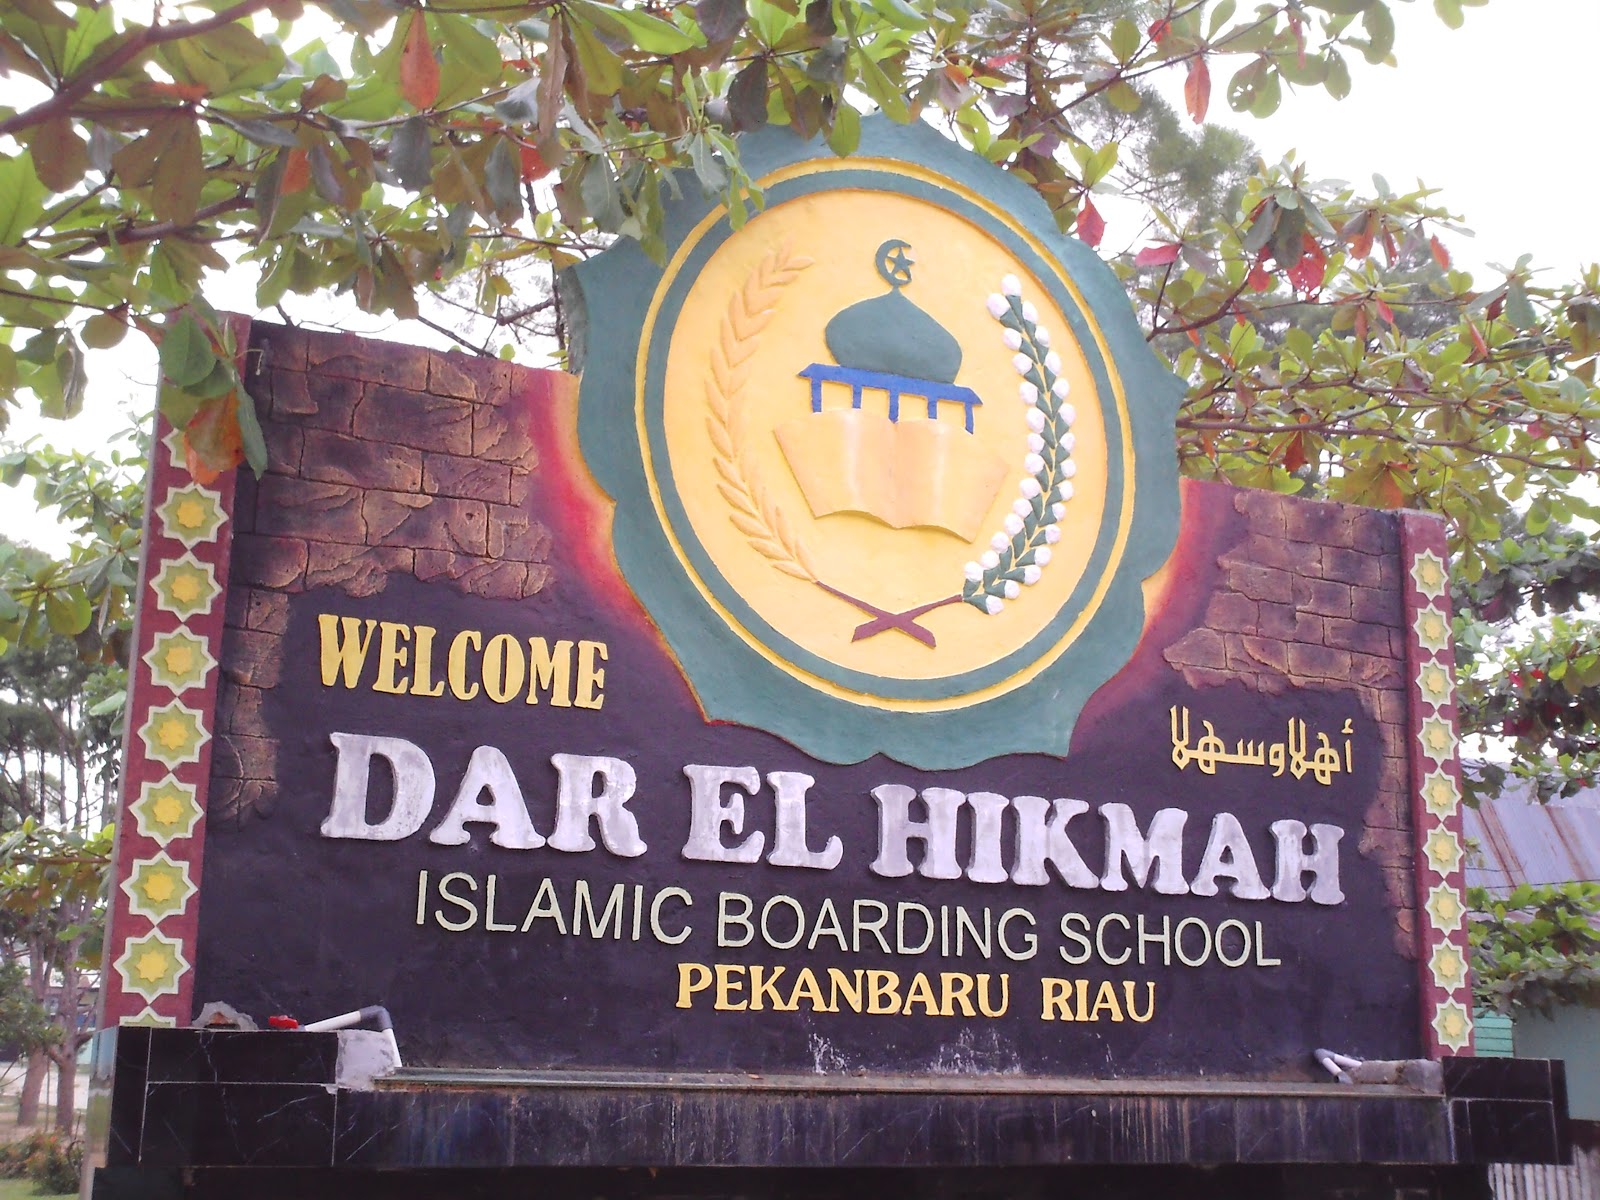 WELCOME
أهلا وسهلا
DAR EL HIKMAH
ISLAMIC BOARDING SCHOOL
PEKANBARU RIAU